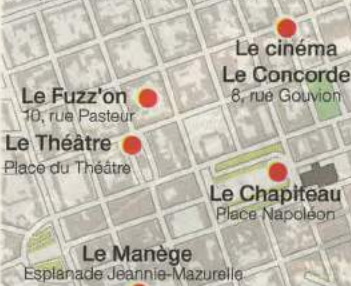 Le cinéma
Le Concorde
8, rue Gouvion
Le Fuzz'on
10, rue Pasteur
Le Théâtre
Place du Théâtre
Le Chapiteau
Place Napoléon
Le Manège
Esplanade Jeannie-Mazurelle